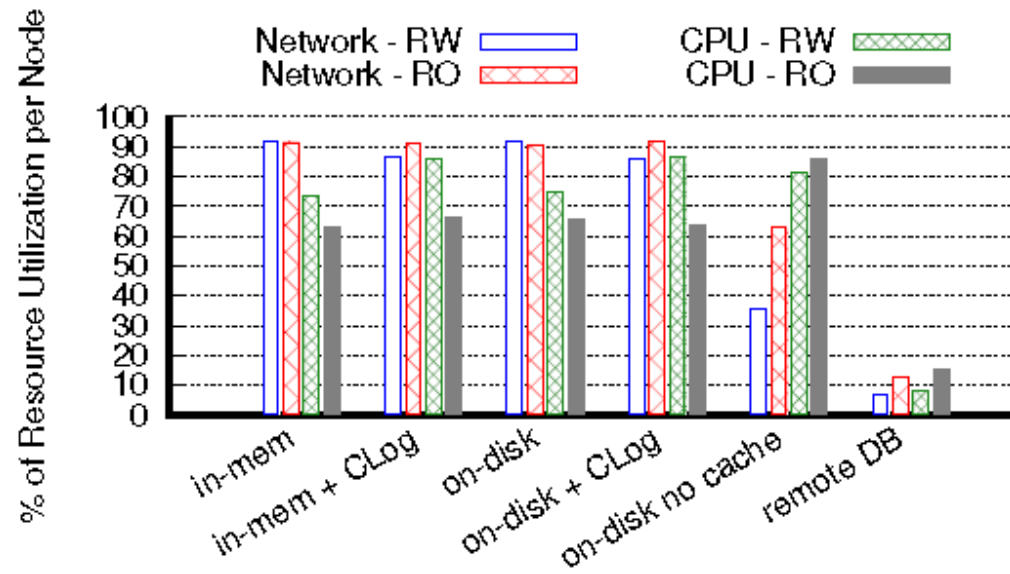 % of Resource Utilization per Node
Network - RW
CPU - RW
Network - RO
CPU - RO
100
90
80
70
60
50
40
30
20
10
0
in-mem
in-mem + CLog
on-disk
on-disk + CLog
on-disk no cache
remote DB